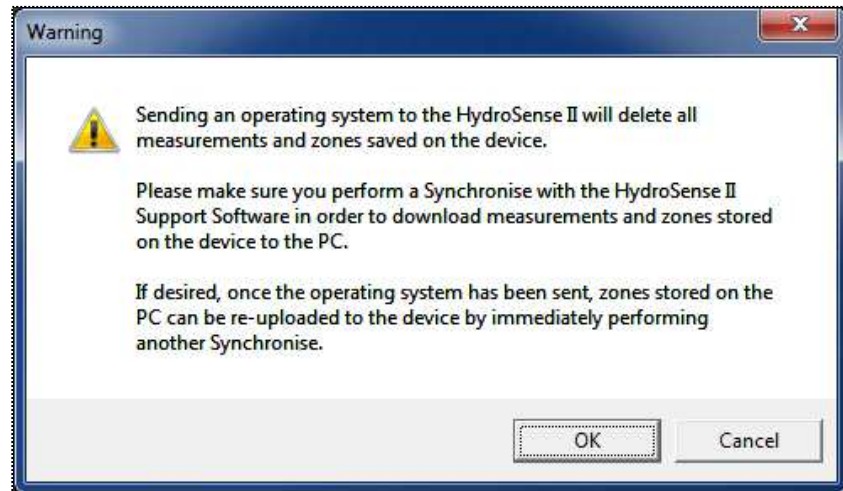 Warning
Sending an operating system to the HydroSense II will delete all
measurements and zones saved on the device.
Please make sure you perform a Synchronise with the HydroSense II
Support Software in order to download measurements and zones stored
on the device to the PC.
If desired, once the operating system has been sent, zones stored on the
PC can be re-uploaded to the device by immediately performing
another Synchronise.
OK
Cancel